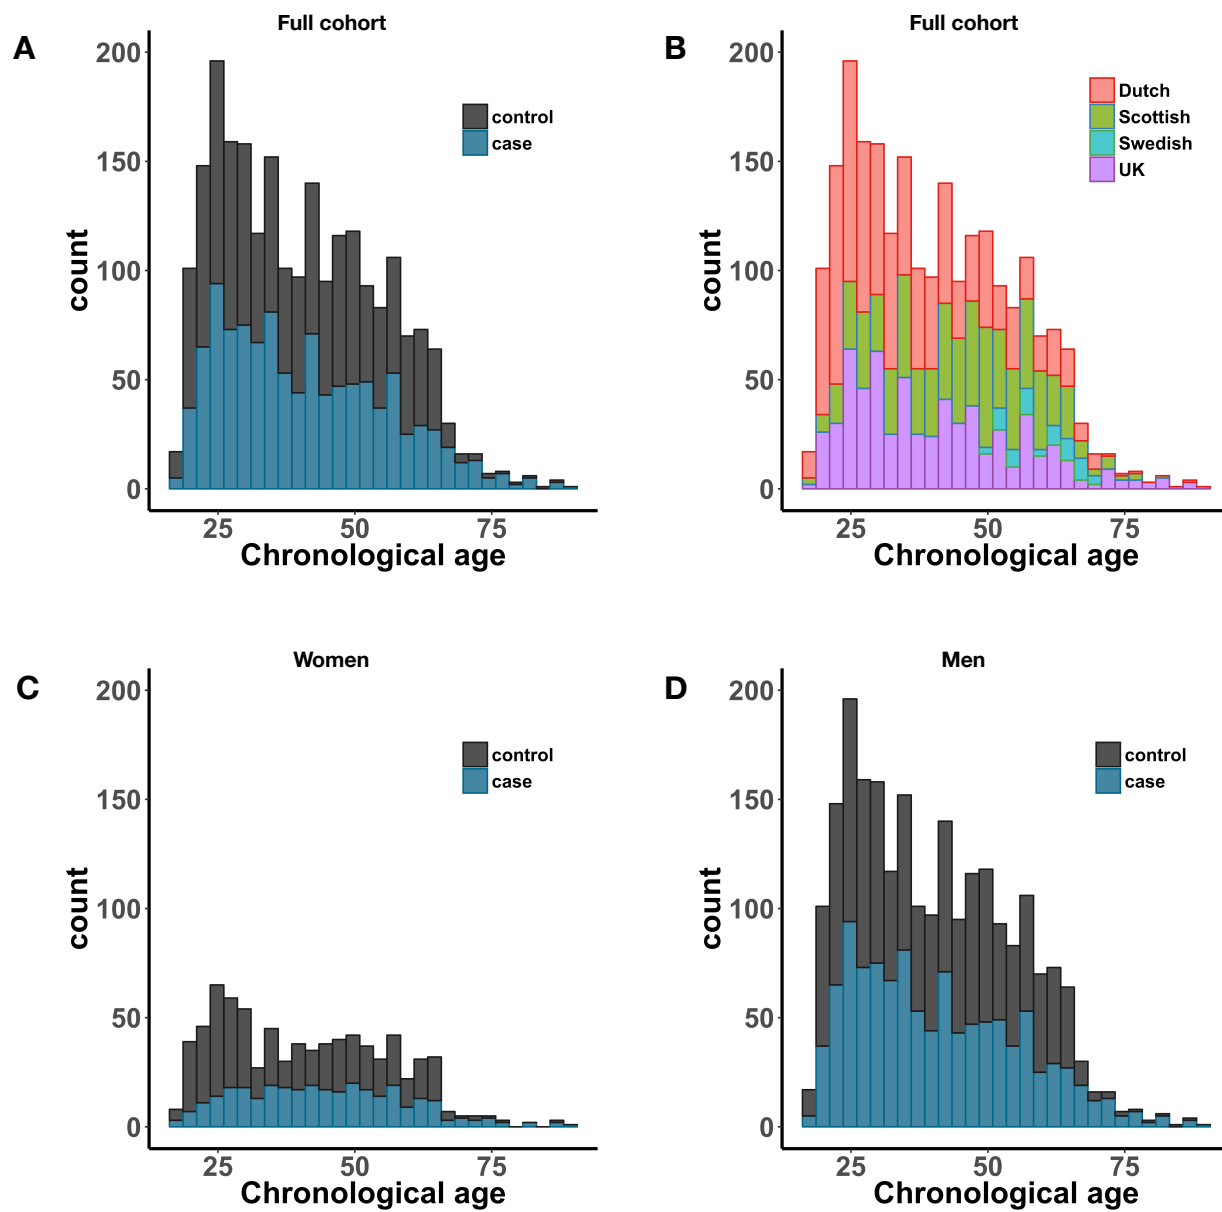 A
Full cohort
200
150
100
50
0
count
control
case
25 50 75
Chronological age
B
Full cohort
200
150
100
50
0
count
Dutch
Scottish
Swedish
UK
25 50 75
Chronological age
C
Women
200
150
100
50
0
count
control
case
25 50 75
Chronological age
D
Men
200
150
100
50
0
count
control
case
25 50 75
Chronological age